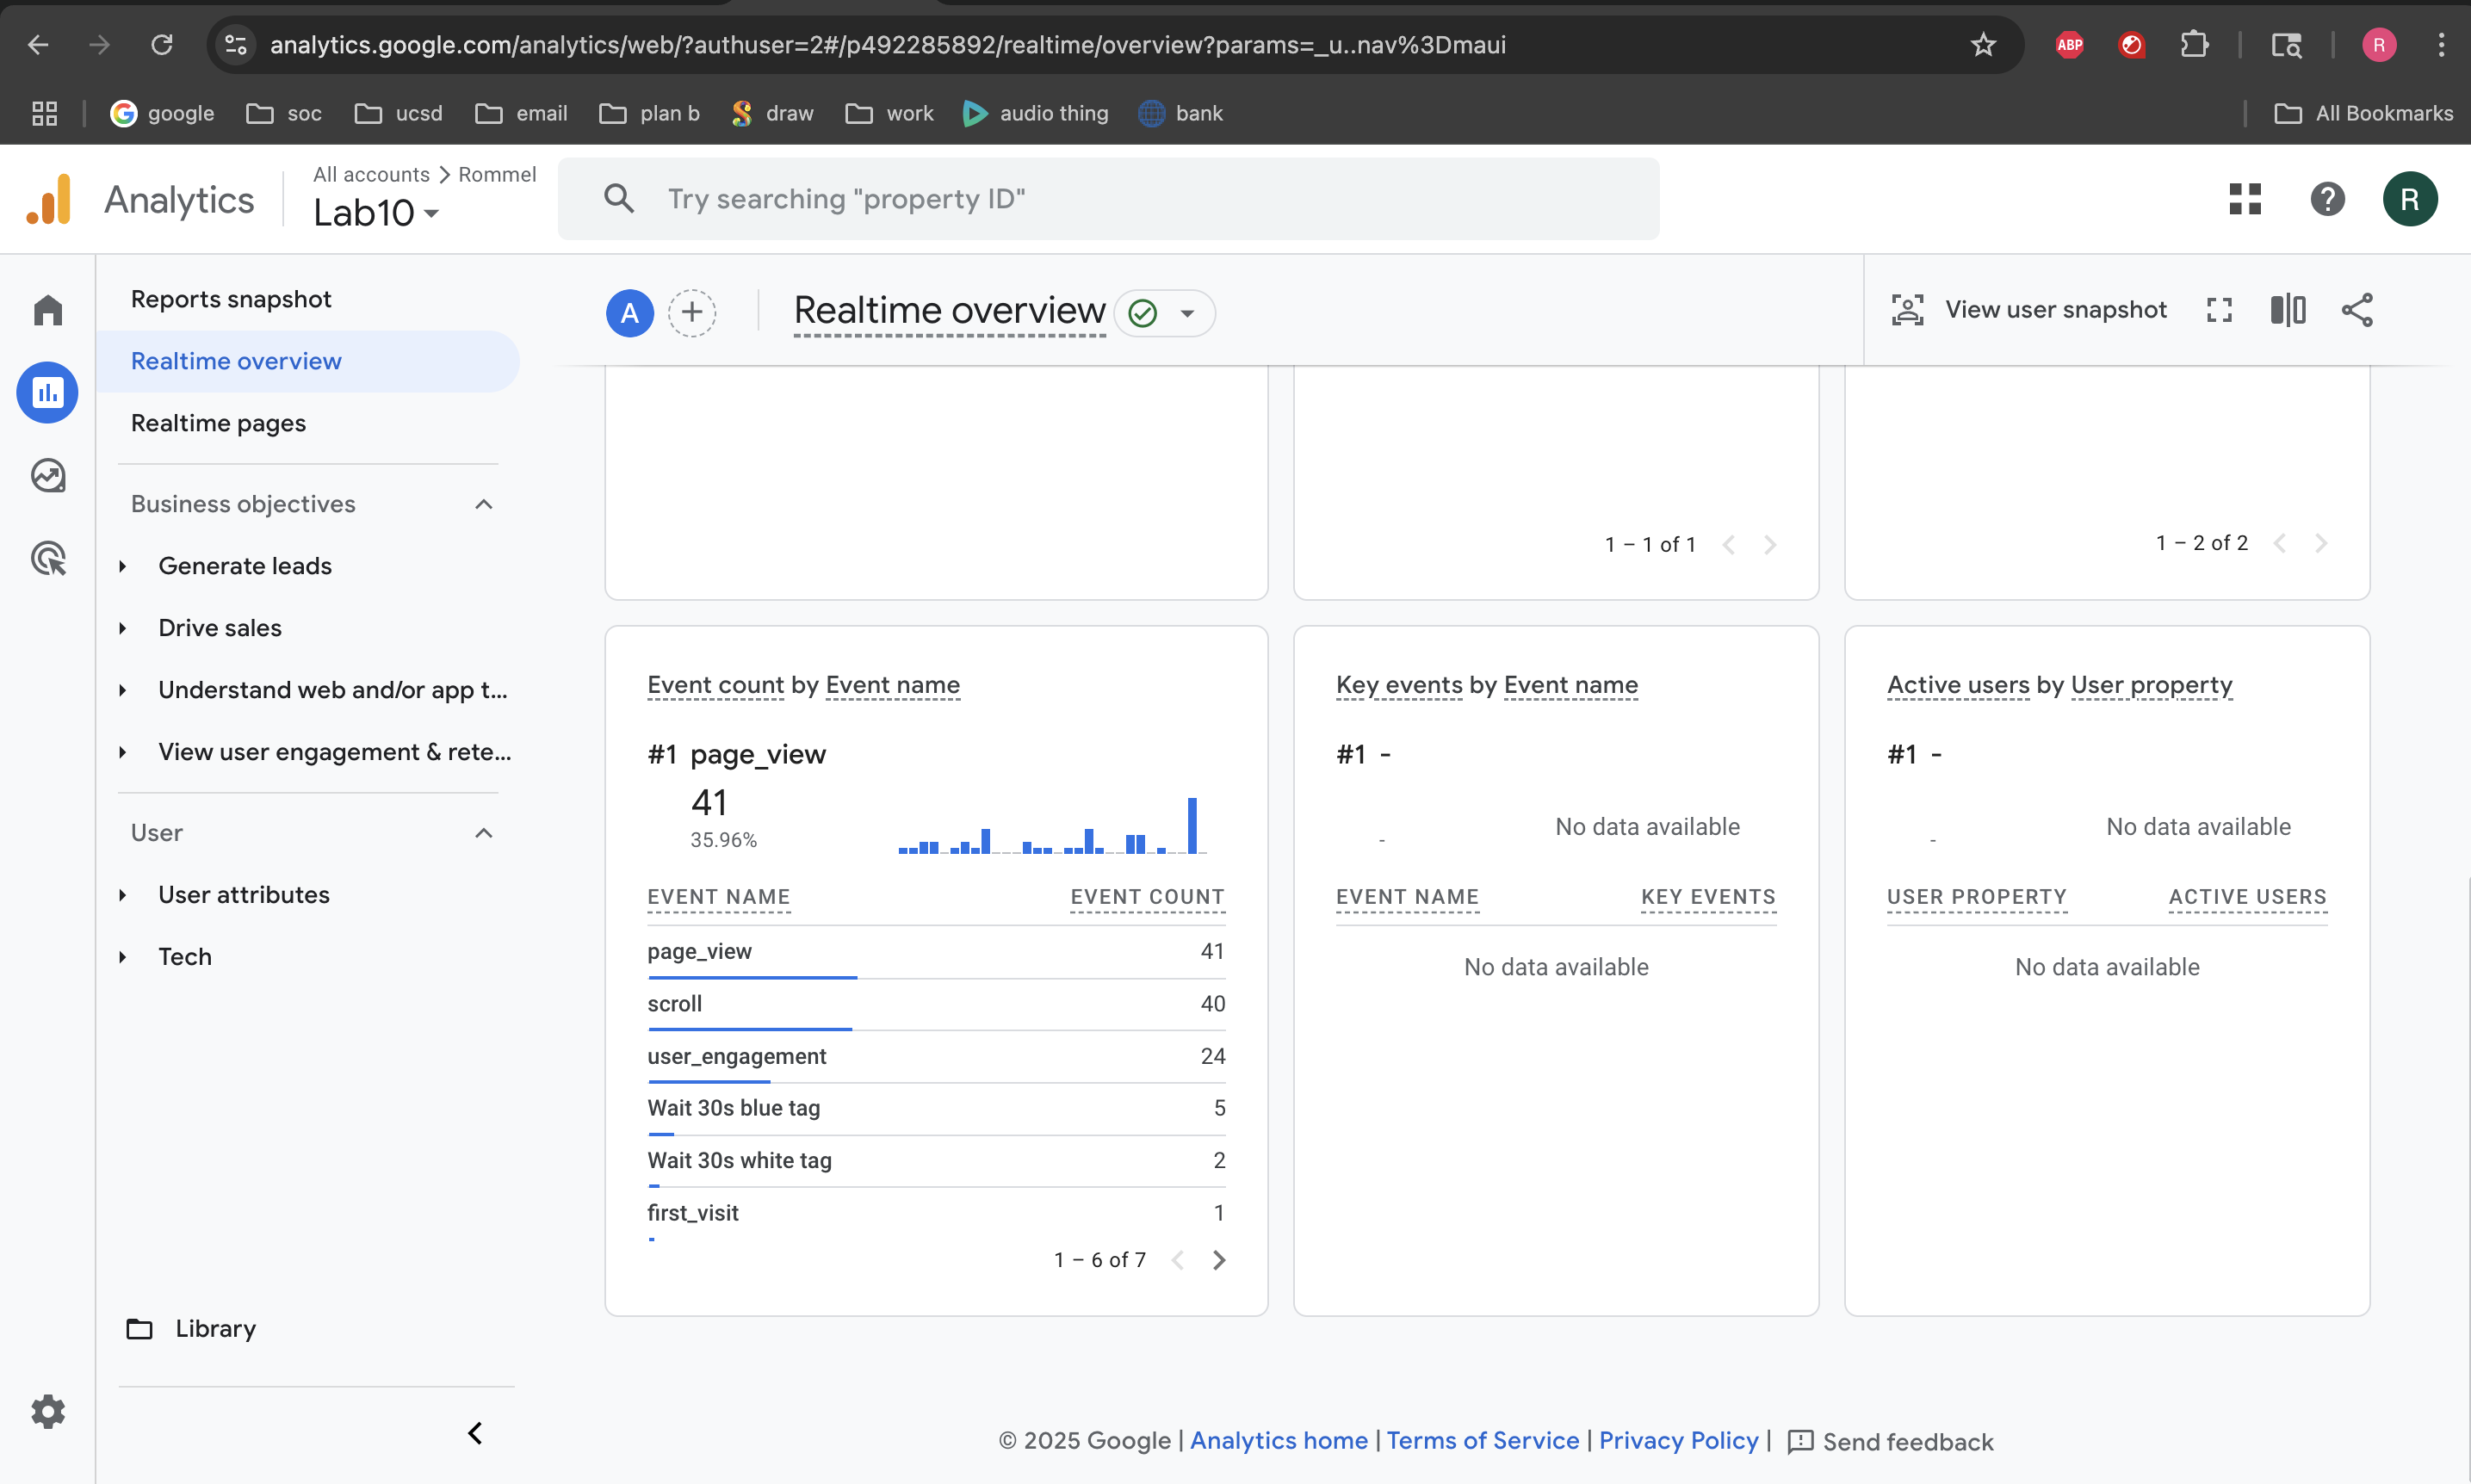 analytics.google.com/analytics/web/?authuser=2#/p492285892/realtime/overview?params=_u..nav%3Dmaui
ABP
R
google
soc
ucsd
email
plan b
draw
work
audio thing
bank
All Bookmarks
Analytics
All accounts > Rommel
Lab10
Try searching "property ID"
R
Reports snapshot
Realtime overview
Realtime pages
Business objectives
Generate leads
Drive sales
Understand web and/or app t...
View user engagement & rete...
User
User attributes
Tech
Library
A
Realtime overview
View user snapshot
1 – 1 of 1
1 – 2 of 2
Event count by Event name
#1 page_view
41
35.96%
EVENT NAME EVENT COUNT
page_view 41
scroll 40
user_engagement 24
Wait 30s blue tag 5
Wait 30s white tag 2
first_visit 1
1 – 6 of 7
Key events by Event name
#1 -
-
No data available
EVENT NAME KEY EVENTS
No data available
Active users by User property
#1 -
-
No data available
USER PROPERTY ACTIVE USERS
No data available
© 2025 Google | Analytics home | Terms of Service | Privacy Policy | Send feedback